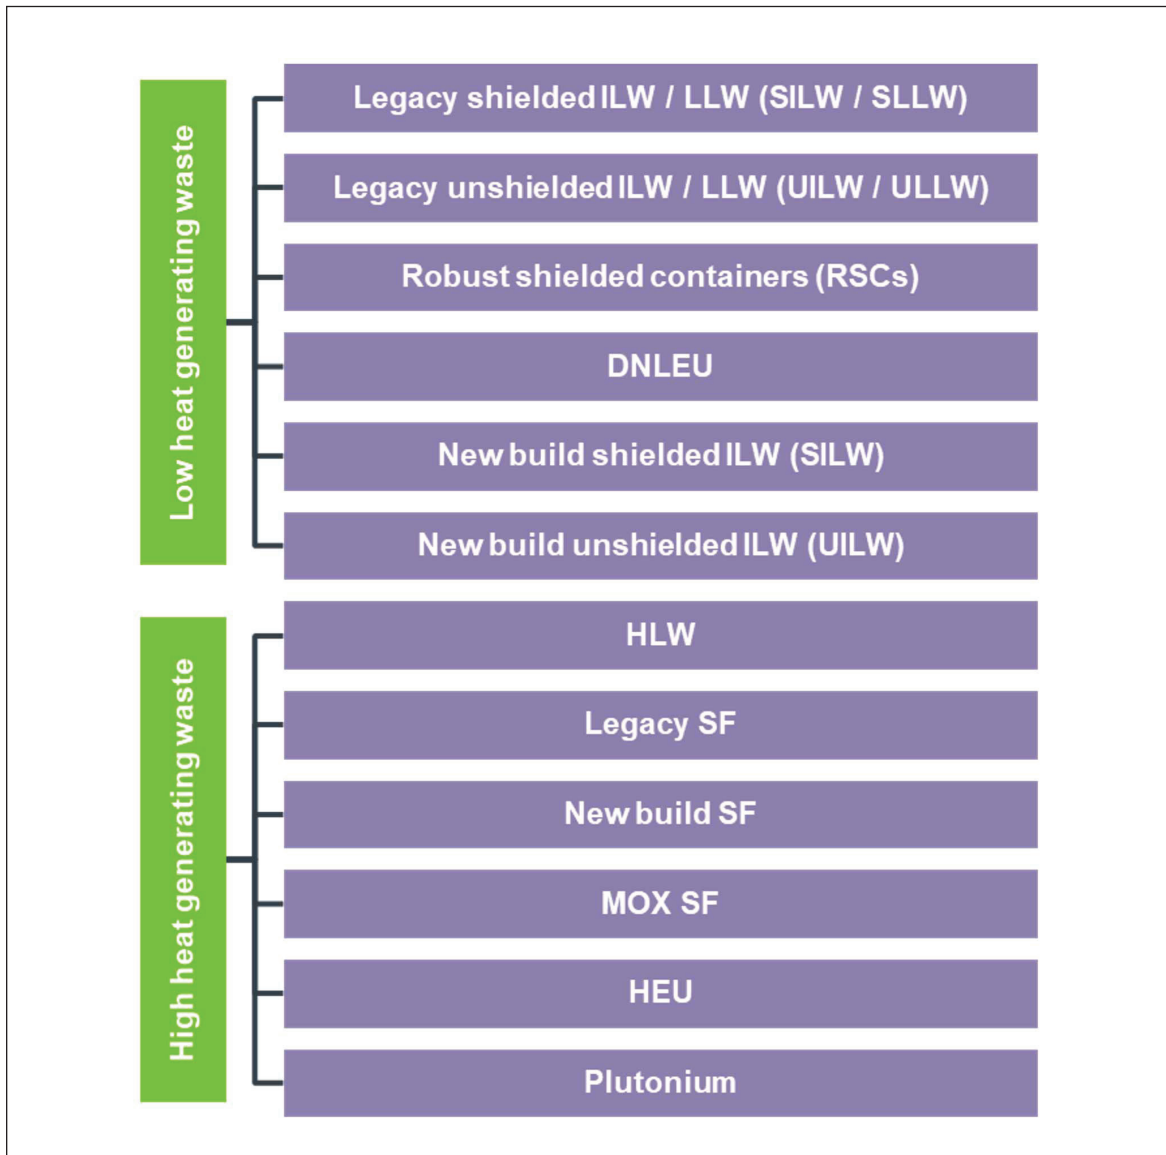 Low heat generating waste
Legacy shielded ILW / LLW (SILW / SLLW)
Legacy unshielded ILW / LLW (UILW / ULLW)
Robust shielded containers (RSCs)
DNLEU
New build shielded ILW (SILW)
New build unshielded ILW (UILW)
High heat generating waste
HLW
Legacy SF
New build SF
MOX SF
HEU
Plutonium